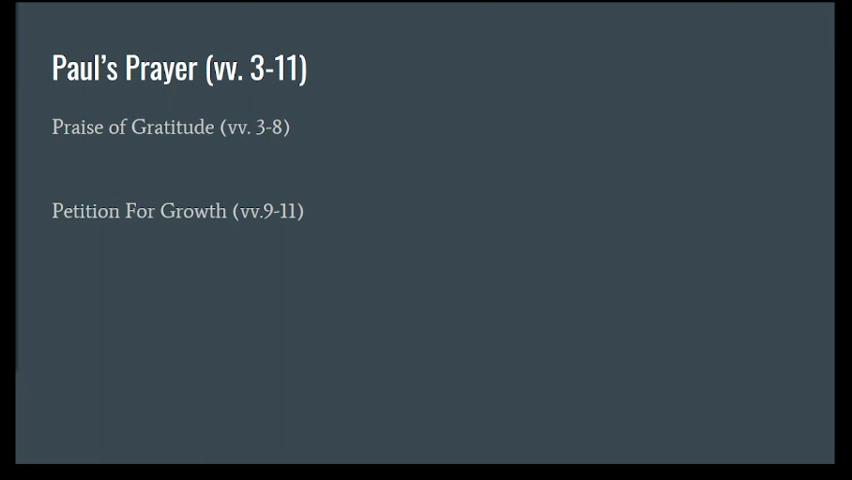 Paul’s Prayer (vv. 3-11)
Praise of Gratitude (vv. 3-8)
Petition For Growth (vv.9-11)